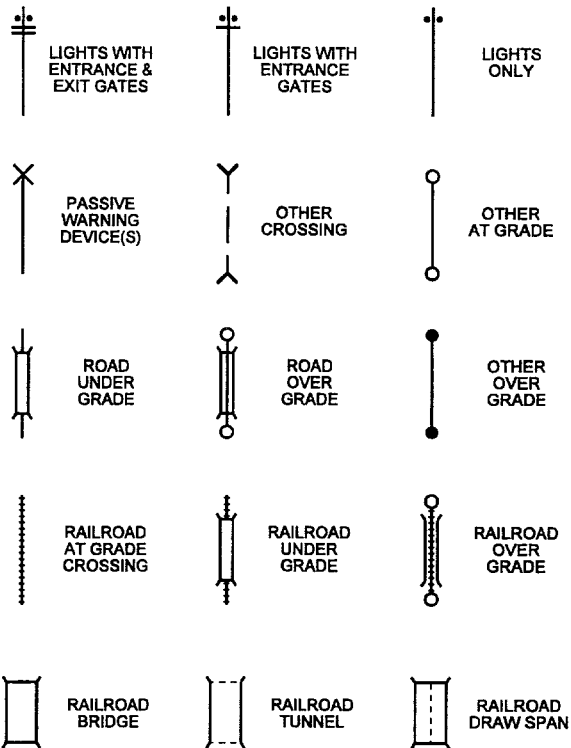 LIGHTS WITH
ENTRANCE &
EXIT GATES
LIGHTS WITH
ENTRANCE
GATES
LIGHTS
ONLY
PASSIVE
WARNING
DEVICE(S)
OTHER
CROSSING
OTHER
AT GRADE
ROAD
UNDER
GRADE
ROAD
OVER
GRADE
OTHER
OVER
GRADE
RAILROAD
AT GRADE
CROSSING
RAILROAD
UNDER
GRADE
RAILROAD
OVER
GRADE
RAILROAD
BRIDGE
RAILROAD
TUNNEL
RAILROAD
DRAW SPAN